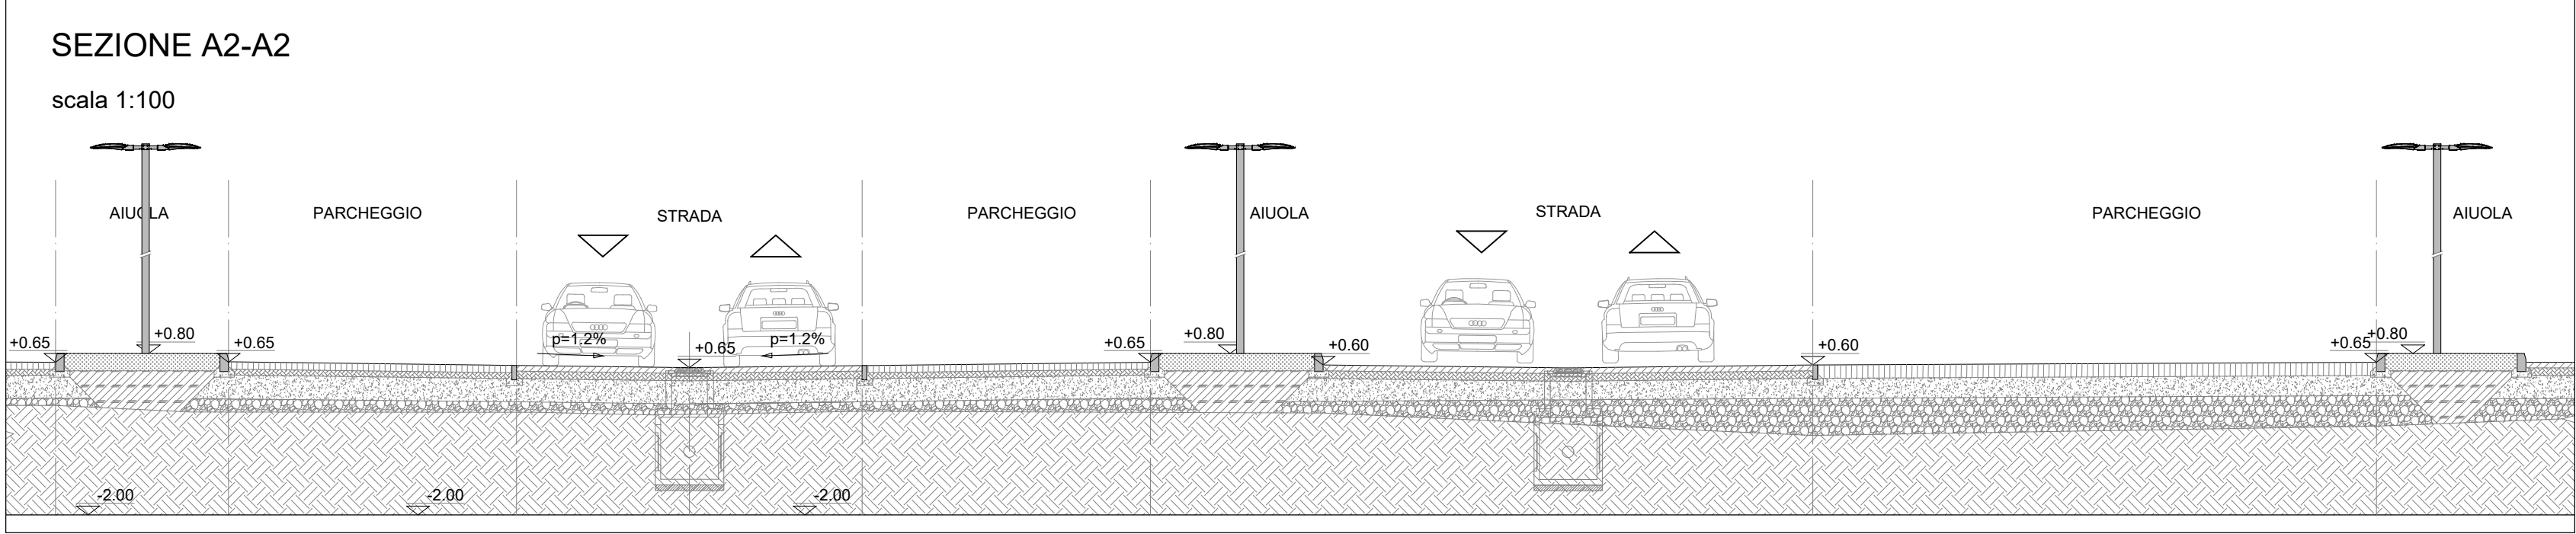 SEZIONE A2-A2
scala 1:100
AIUOLA
PARCHEGGIO
STRADA
PARCHEGGIO
AIUOLA
STRADA
PARCHEGGIO
AIUOLA
+0.65
+0.80
+0.65
p=1.2%
+0.65
p=1.2%
+0.65
+0.80
+0.60
+0.60
+0.65
+0.80
-2.00
-2.00
-2.00